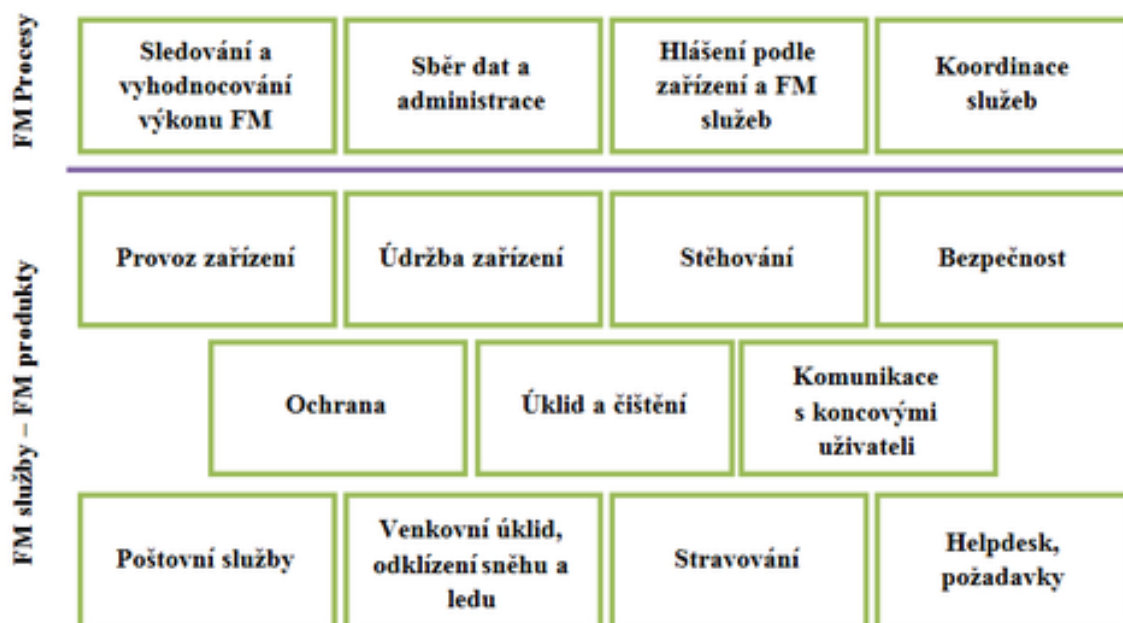 FM Procesy
Sledování a
vyhodnocování
výkonu FM
Sběr dat a
administrace
Hlášení podle
zařízení a FM
služeb
Koordinace
služeb
FM služby – FM produkty
Provoz zařízení
Údržba zařízení
Stěhování
Bezpečnost
Ochrana
Úklid a čištění
Komunikace
s koncovými
uživateli
Poštovní služby
Venkovní úklid,
odklízení sněhu a
ledu
Stravování
Helpdesk,
požadavky